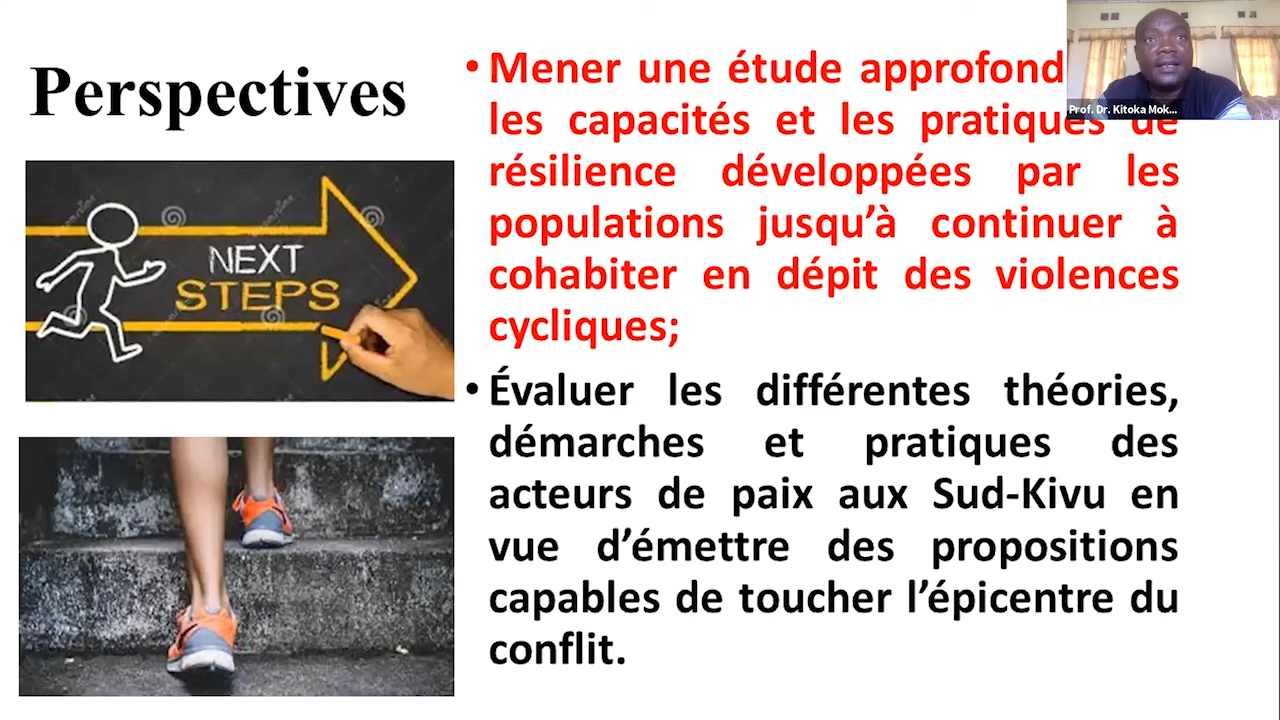 Perspectives
NEXT
STEPS
• Mener une étude approfond
les capacités et les pratiques de
résilience développées par les
populations jusqu’à continuer à
cohabiter en dépit des violences
cycliques;
• Évaluer les différentes théories,
démarches et pratiques des
acteurs de paix aux Sud-Kivu en
vue d’émettre des propositions
capables de toucher l’épicentre du
conflit.
Prof. Dr. Kitoka Mok...